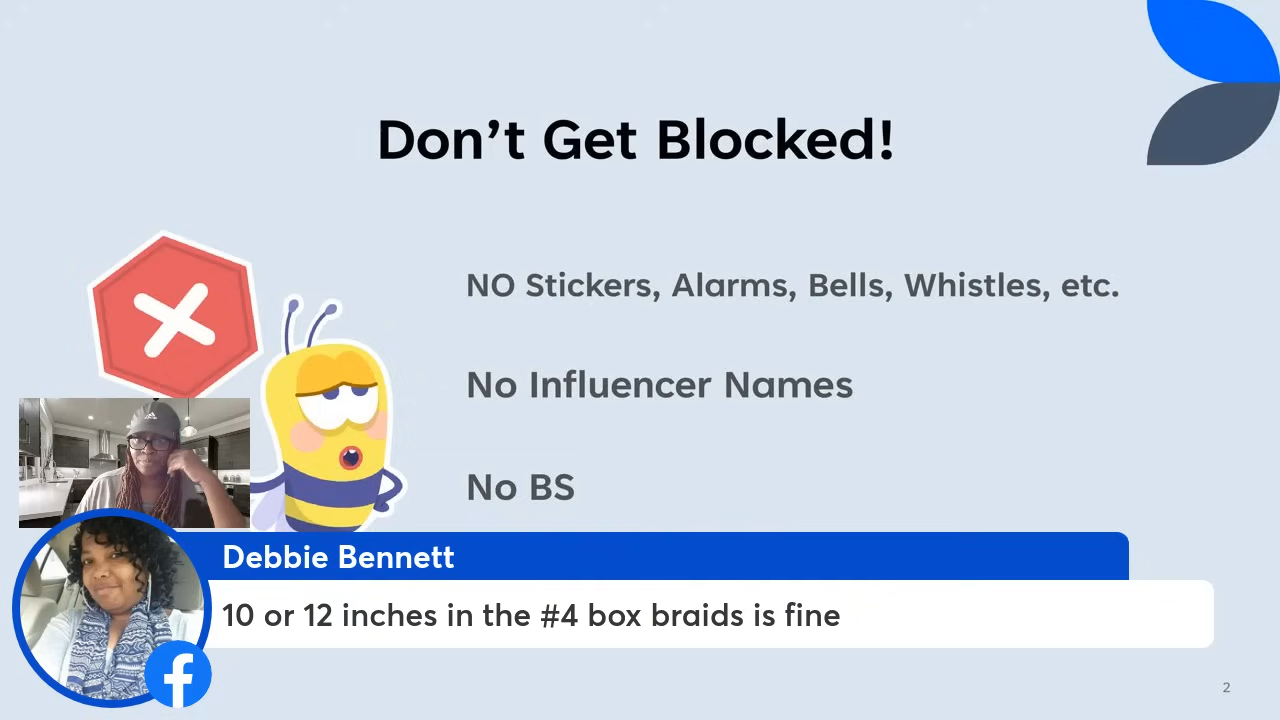 Don’t Get Blocked!
NO Stickers, Alarms, Bells, Whistles, etc.
No Influencer Names
No BS
Debbie Bennett
10 or 12 inches in the #4 box braids is fine
2